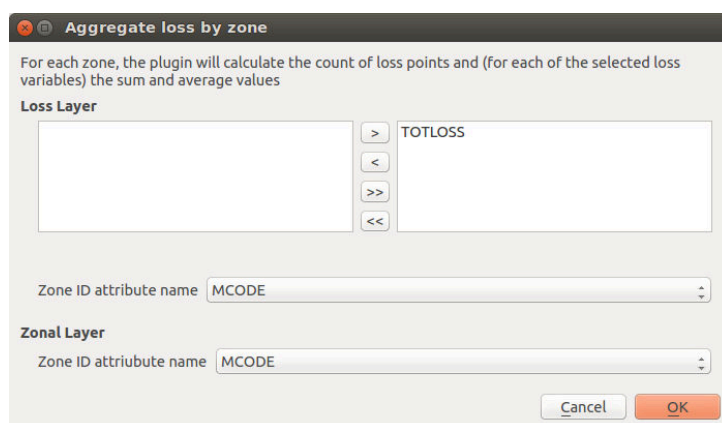 Aggregate loss by zone
For each zone, the plugin will calculate the count of loss points and (for each of the selected loss
variables) the sum and average values
Loss Layer
> TOTLOSS
<
>>
<<
Zone ID attribute name MCODE
Zonal Layer
Zone ID attriubute name MCODE
Cancel OK